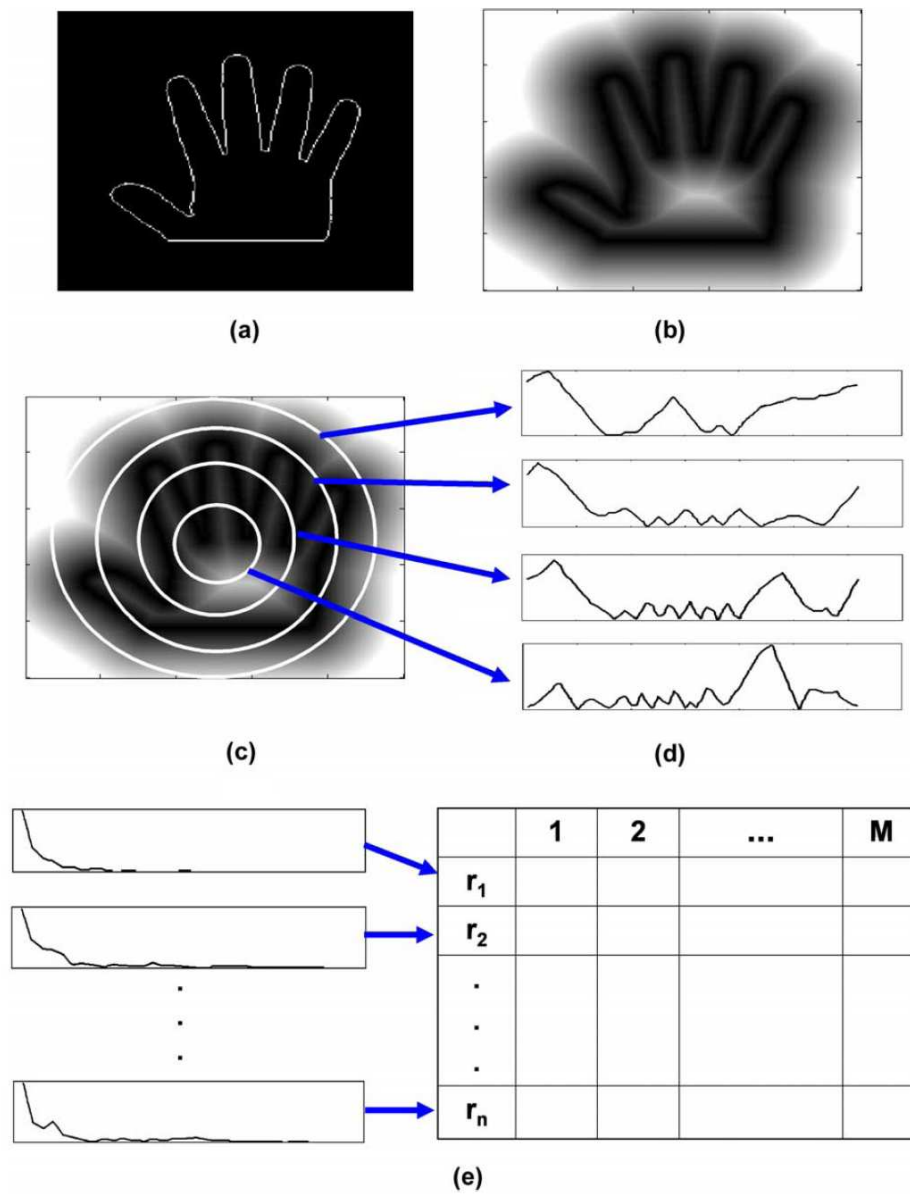 (a)
(b)
(c)
(d)
1 2 ... M
r₁
r₂
.
.
.
rₙ
.
.
.
(e)